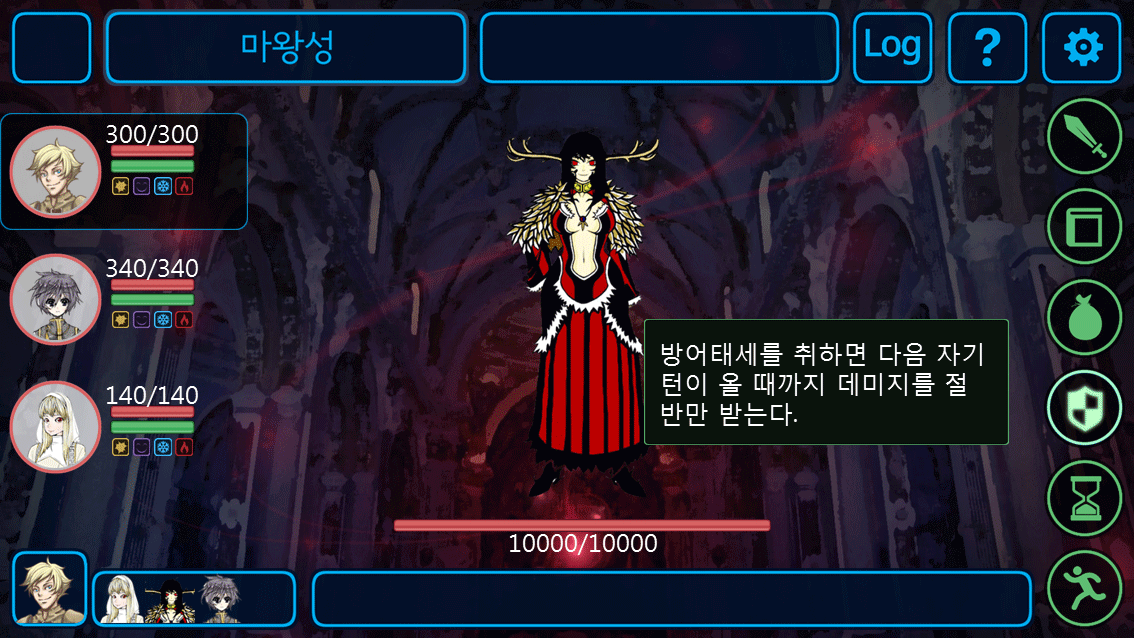 마왕성
Log
?
300/300
340/340
140/140
방어태세를 취하면 다음 자기
턴이 올 때까지 데미지를 절
반만 받는다.
10000/10000